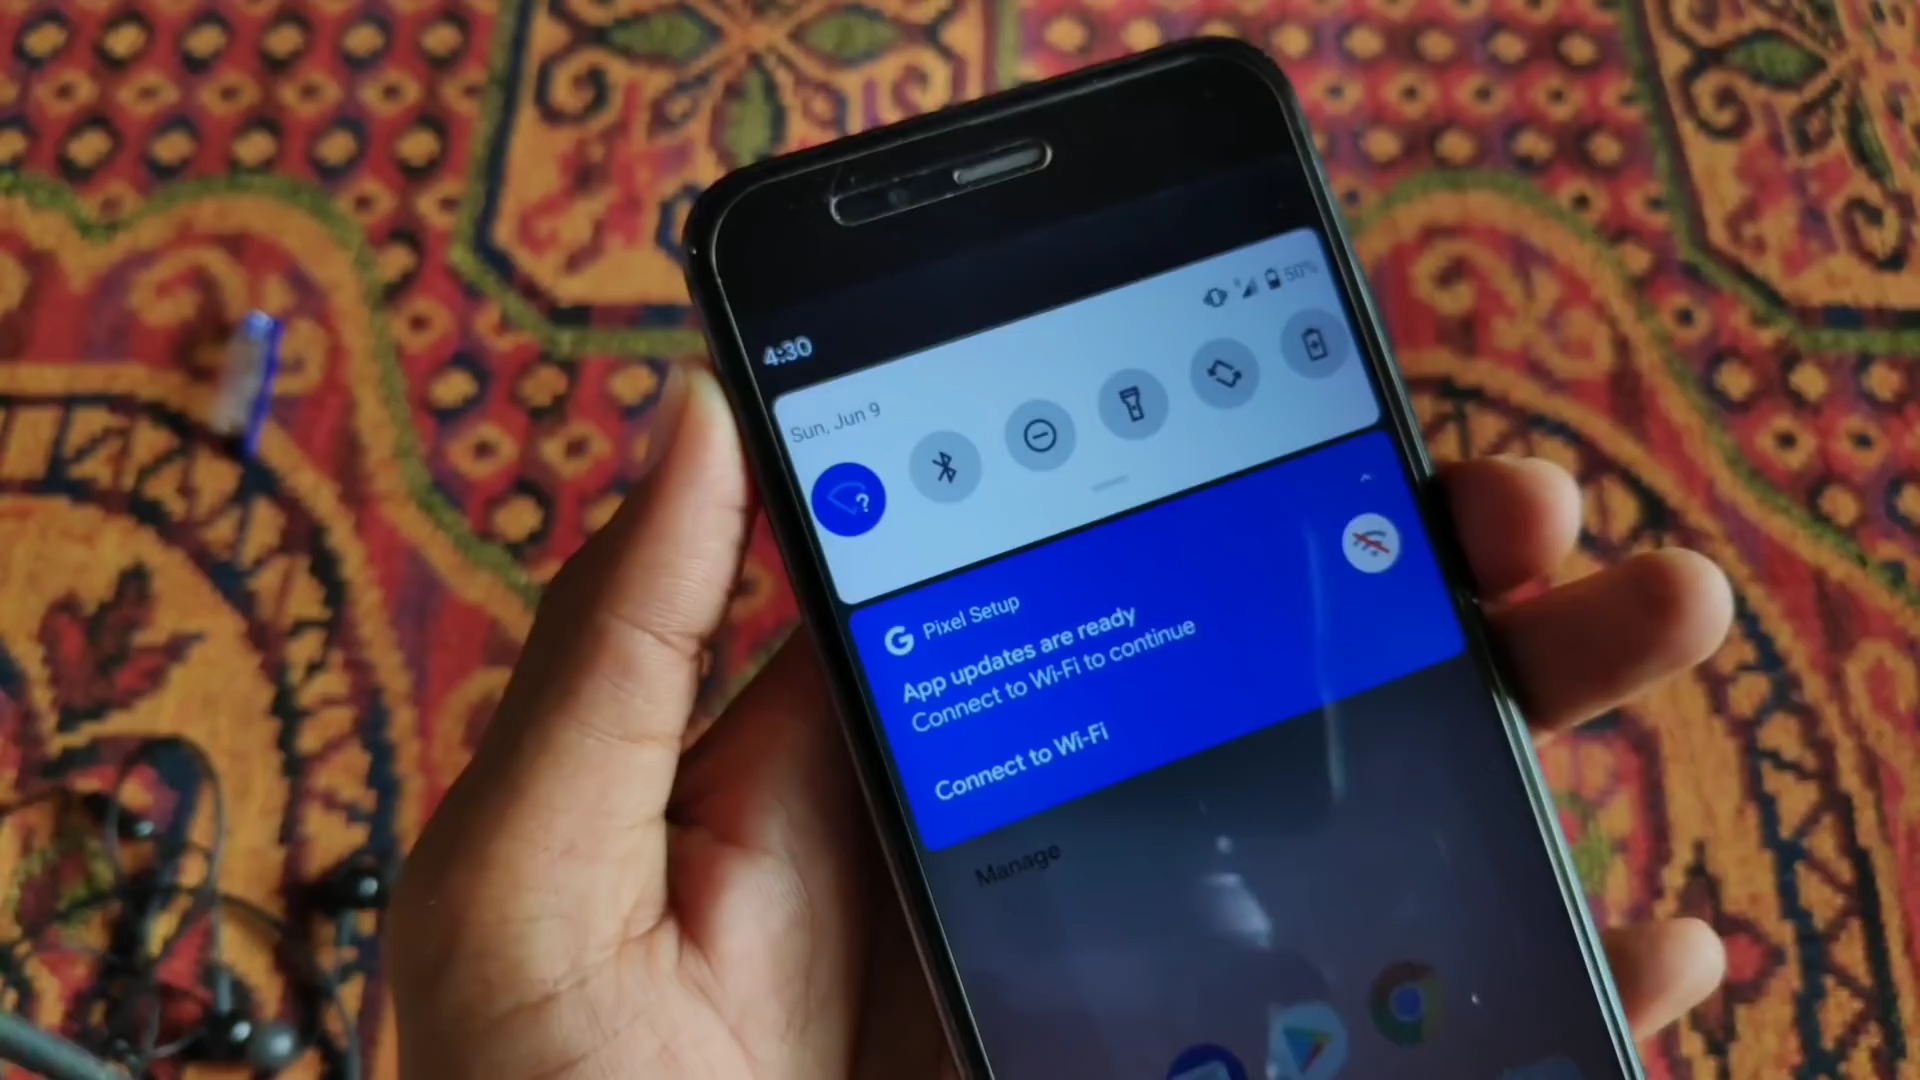 4:30
50%
Sun, Jun 9
?
G Pixel Setup
App updates are ready
Connect to Wi-Fi to continue
Connect to Wi-Fi
Manage